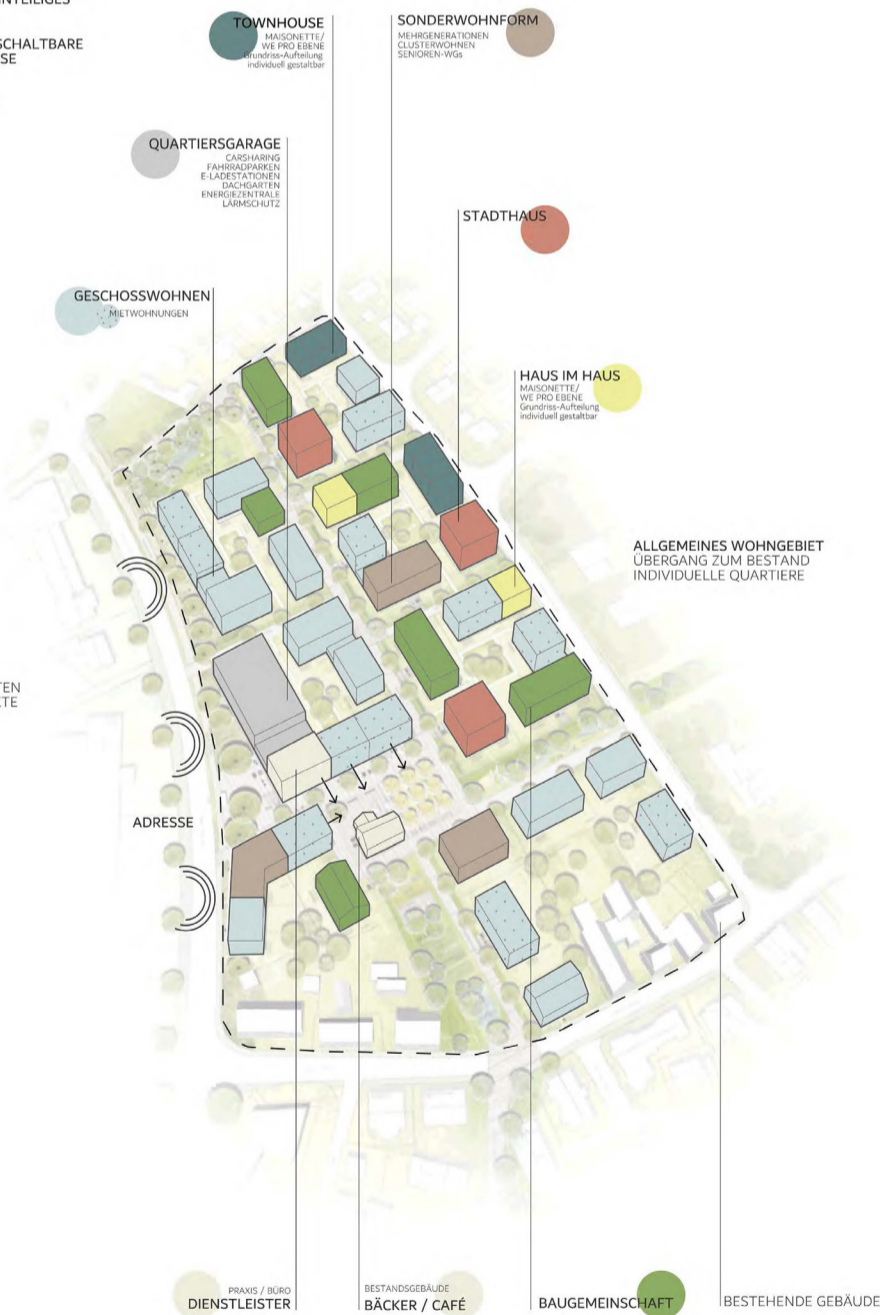 SCHALTBARE
SE
TOWNHOUSE
MAISONETTE/
WE PRO EBENE
Grundriss-Aufteilung
individuell gestaltbar
SONDERWOHNFORM
MEHRGENERATIONEN
CLUSTERWOHNEN
SENIOREN-WGs
QUARTIERSGARAGE
CARSHARING
FAHRRADPARKEN
E-LADESTATIONEN
DACHGARTEN
ENERGIEZENTRALE
LÄRMSCHUTZ
STADTHAUS
GESCHOSSWOHNEN
MIETWOHNUNGEN
HAUS IM HAUS
MAISONETTE/
WE PRO EBENE
Grundriss-Aufteilung
individuell gestaltbar
ALLGEMEINES WOHNGEBIET
ÜBERGANG ZUM BESTAND
INDIVIDUELLE QUARTIERE
TEN
TE
ADRESSE
PRAXIS / BÜRO
DIENSTLEISTER
BESTANDSGEBÄUDE
BÄCKER / CAFÉ
BAUGEMEINSCHAFT
BESTEHENDE GEBÄUDE